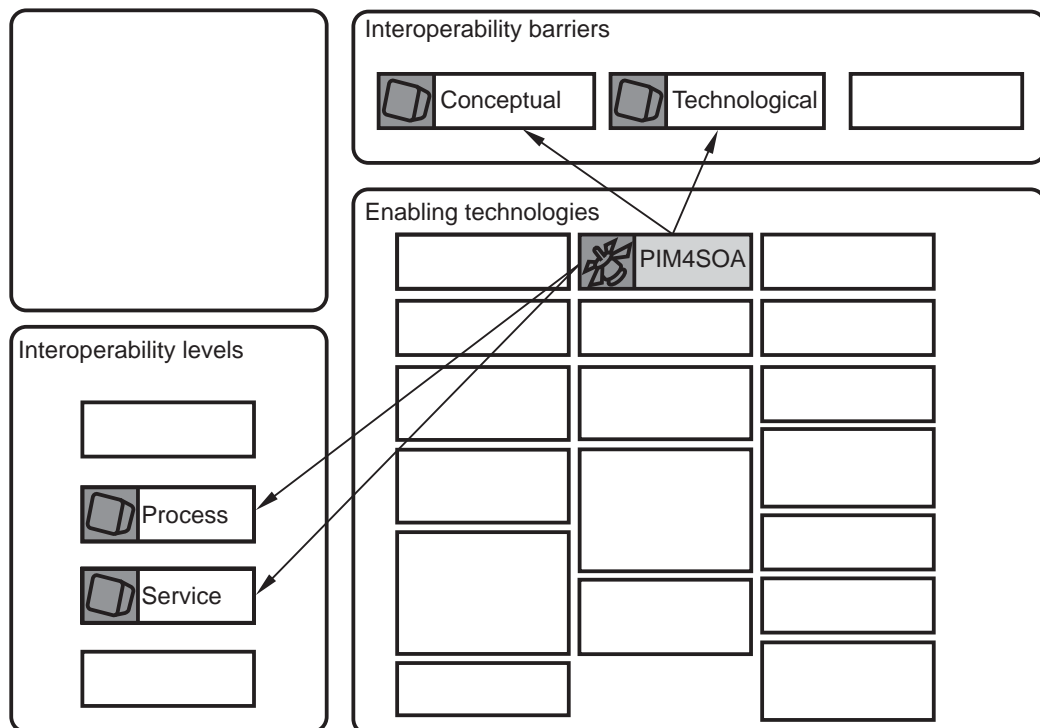 Interoperability barriers
Conceptual
Technological
Enabling technologies
PIM4SOA
Interoperability levels
Process
Service